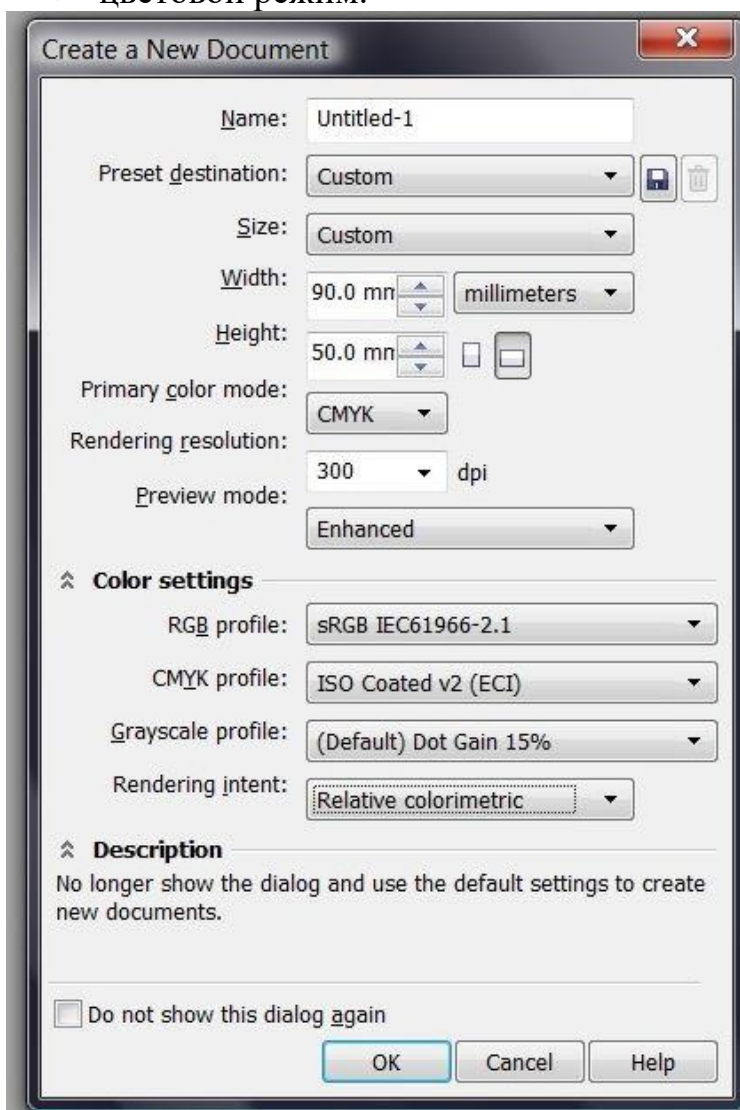 цветовой режим.
Create a New Document
Name: Untitled-1
Preset destination: Custom
Size: Custom
Width: 90.0 mm millimeters
Height: 50.0 mm
Primary color mode: CMYK
Rendering resolution: 300 dpi
Preview mode: Enhanced
Color settings
RGB profile: sRGB IEC61966-2.1
CMYK profile: ISO Coated v2 (ECI)
Grayscale profile: (Default) Dot Gain 15%
Rendering intent: Relative colorimetric
Description
No longer show the dialog and use the default settings to create
new documents.
Do not show this dialog again
OK Cancel Help